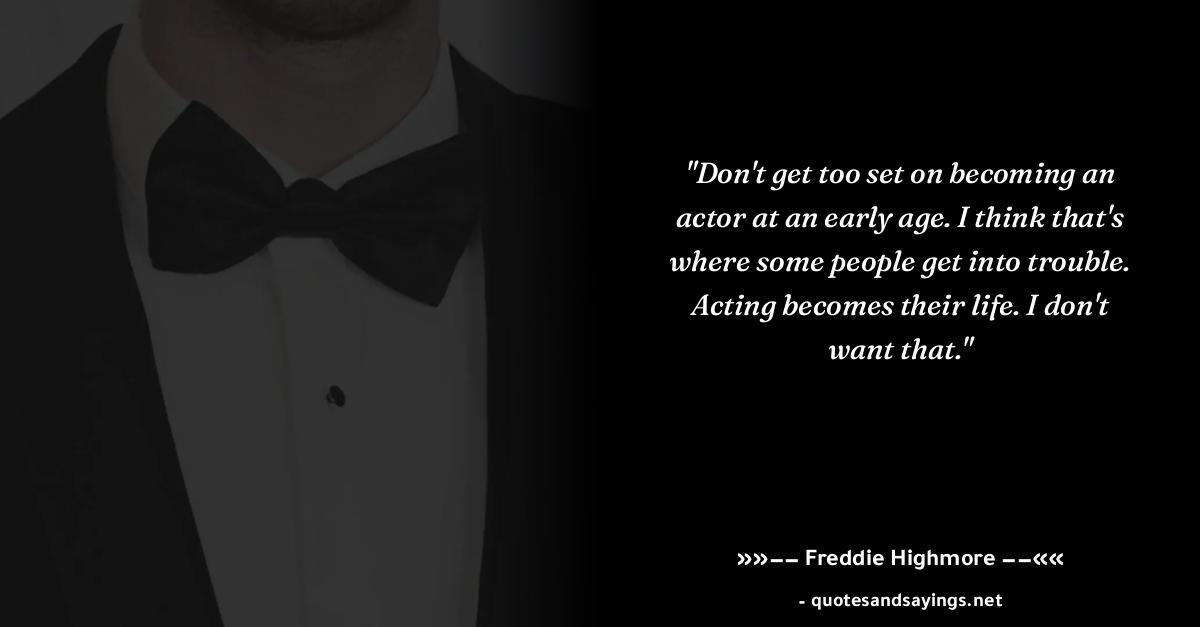 "Don't get too set on becoming an
actor at an early age. I think that's
where some people get into trouble.
Acting becomes their life. I don't
want that."
»»−− Freddie Highmore −−««
- quotesandsayings.net